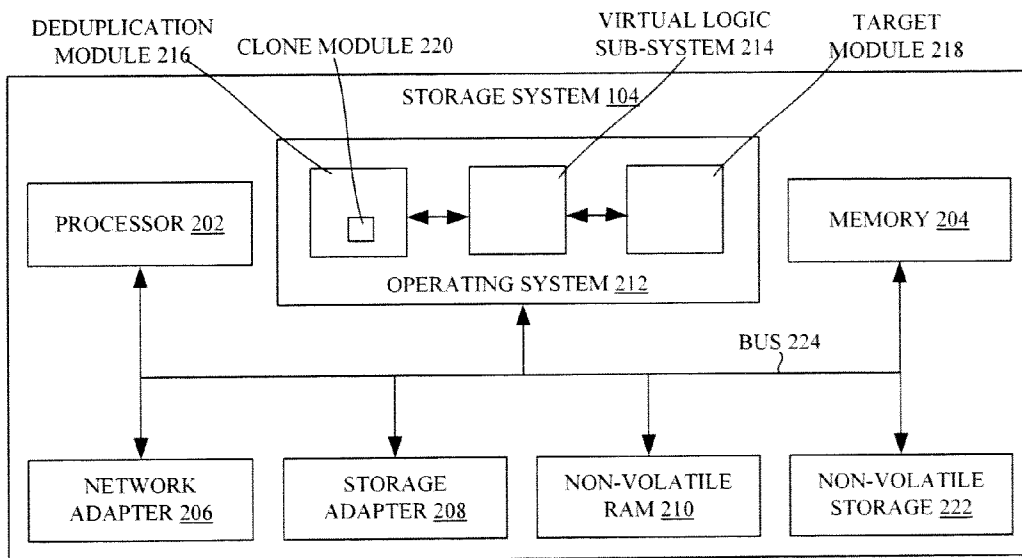 DEDUPLICATION
MODULE 216
CLONE MODULE 220
VIRTUAL LOGIC
SUB-SYSTEM 214
TARGET
MODULE 218
STORAGE SYSTEM 104
PROCESSOR 202
OPERATING SYSTEM 212
MEMORY 204
BUS 224
NETWORK
ADAPTER 206
STORAGE
ADAPTER 208
NON-VOLATILE
RAM 210
NON-VOLATILE
STORAGE 222